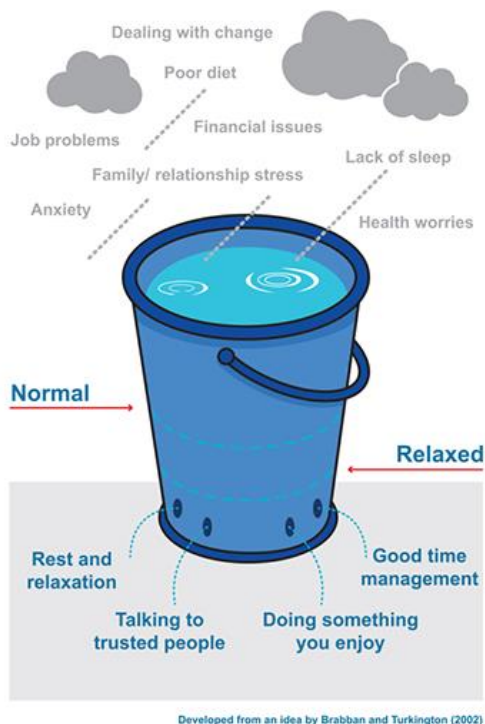 Dealing with change
Poor diet
Financial issues
Job problems
Lack of sleep
Family/ relationship stress
Anxiety
Health worries
Normal
Relaxed
Rest and
relaxation
Good time
management
Talking to
trusted people
Doing something
you enjoy
Developed from an idea by Brabban and Turkington (2002)